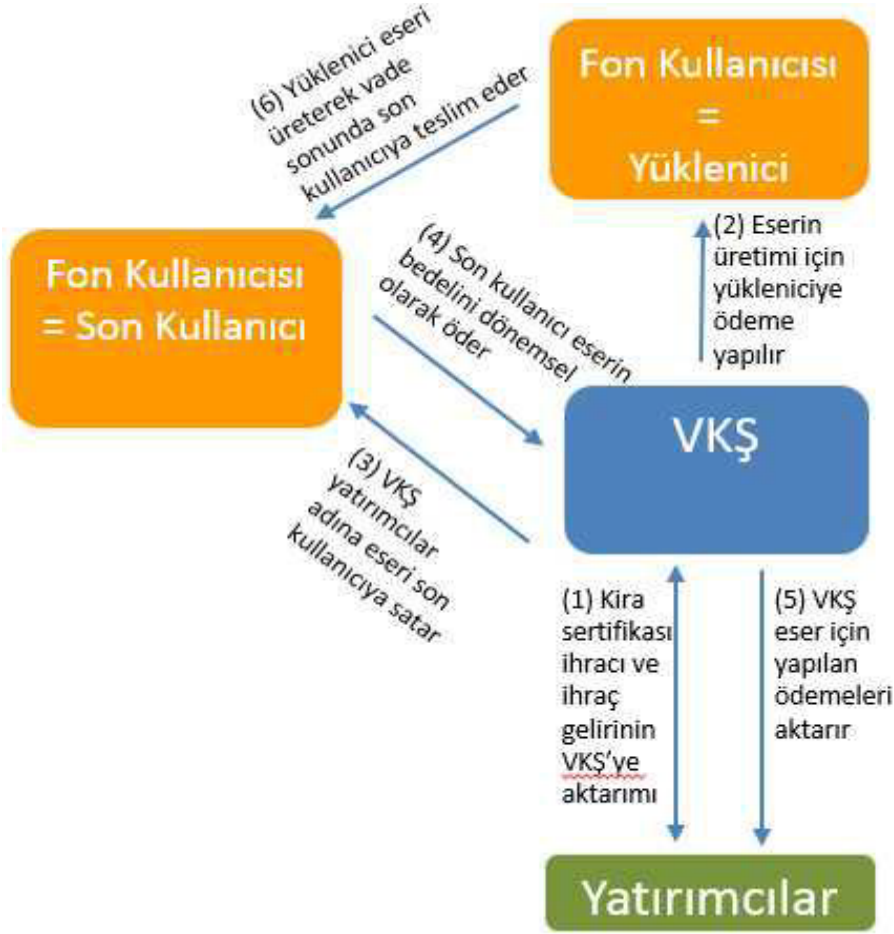 (6) Yüklenici eseri
üreterek vade
sonunda son
kullanıcıya teslim eder
Fon Kullanıcısı
=
Yüklenici
Fon Kullanıcısı
= Son Kullanıcı
(4) Son kullanıcı eserin
bedelini dönemsel
olarak öder
(2) Eserin
üretimi için
yükleniciye
ödeme
yapılır
VKŞ
(3) VKŞ
yatırımcılar
adına eseri son
kullanıcıya satar
(1) Kira
sertifikası
ihracı ve
ihraç
gelirinin
VKŞ'ye
aktarımı
(5) VKŞ
eser için
yapılan
ödemeleri
aktarır
Yatırımcılar